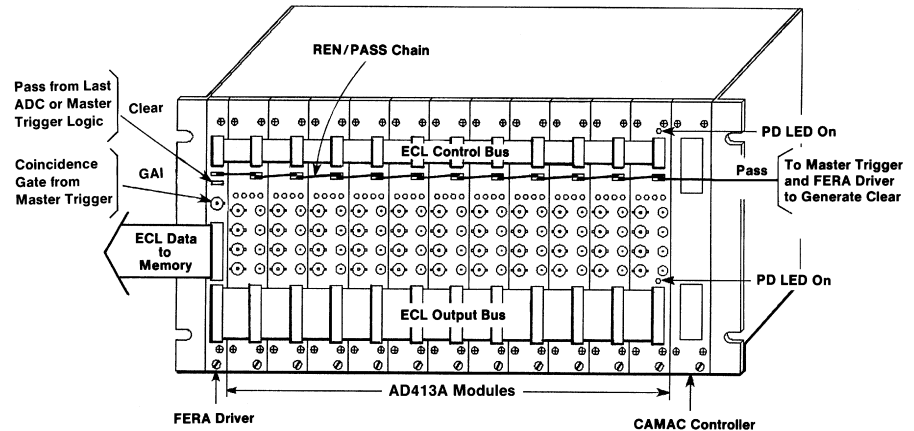 REN/PASS Chain
Pass from Last
ADC or Master
Trigger Logic
Clear
Coincidence
Gate from
Master Trigger
GAI
ECL Control Bus
PD LED On
Pass
To Master Trigger
and FERA Driver
to Generate Clear
ECL Data
to
Memory
PD LED On
ECL Output Bus
AD413A Modules
FERA Driver
CAMAC Controller